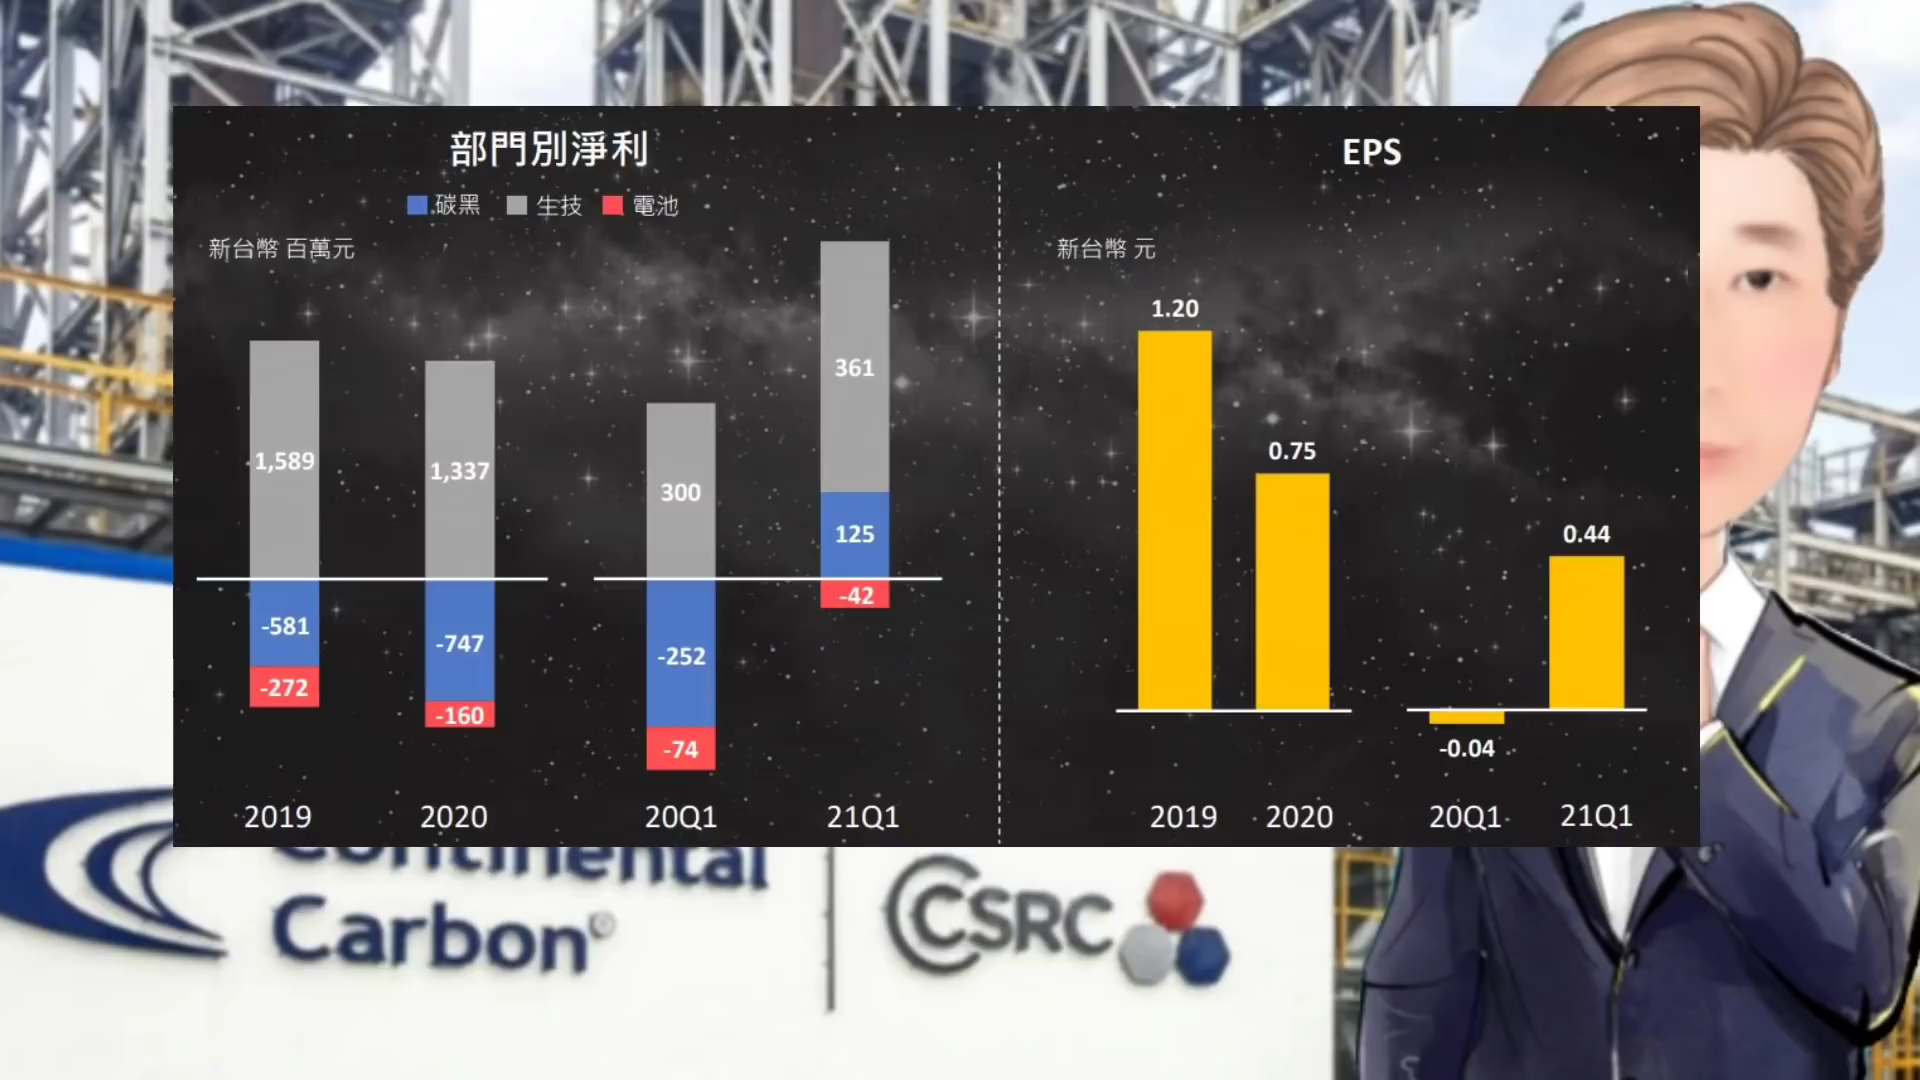 部門別淨利
碳黑 生技 電池
新台幣 百萬元
1,589
-581
-272
1,337
-747
-160
300
-252
-74
361
125
-42
2019 2020 20Q1 21Q1
EPS
新台幣 元
1.20
0.75
-0.04
0.44
2019 2020 20Q1 21Q1
Continental
Carbon®
CSRC